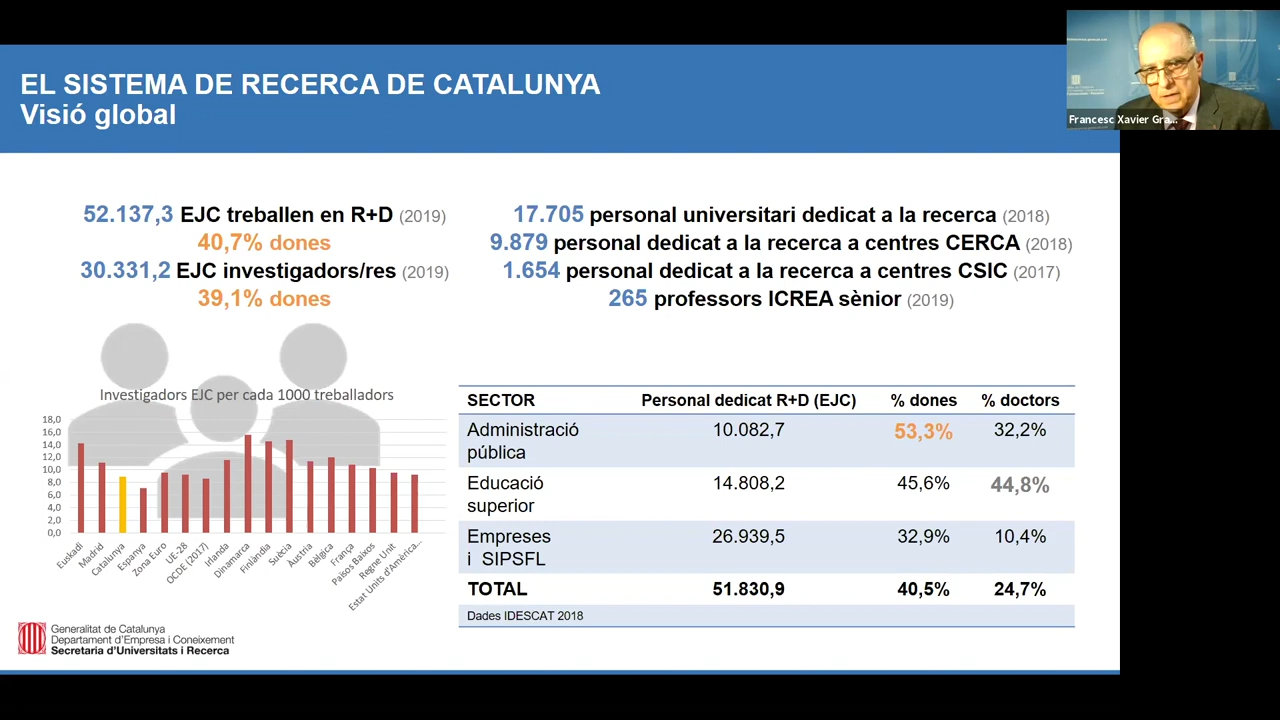 EL SISTEMA DE RECERCA DE CATALUNYA
Visió global
Francesc Xavier Gra...
52.137,3 EJC treballen en R+D (2019)
40,7% dones
30.331,2 EJC investigadors/res (2019)
39,1% dones
17.705 personal universitari dedicat a la recerca (2018)
9.879 personal dedicat a la recerca a centres CERCA (2018)
1.654 personal dedicat a la recerca a centres CSIC (2017)
265 professors ICREA sènior (2019)
Investigadors EJC per cada 1000 treballadors
18,0
16,0
14,0
12,0
10,0
8,0
6,0
4,0
2,0
0,0
Euskadi
Madrid
Catalunya
Espanya
Zona Euro
UE-28
OCDE (2017)
Irlanda
Dinamarca
Finlàndia
Suècia
Àustria
Bèlgica
França
Països Baixos
Regne Unit
Estat Units d'Amèrica...
SECTOR Personal dedicat R+D (EJC) % dones % doctors
Administració pública 10.082,7 53,3% 32,2%
Educació superior 14.808,2 45,6% 44,8%
Empreses i SIPSFL 26.939,5 32,9% 10,4%
TOTAL 51.830,9 40,5% 24,7%
Dades IDESCAT 2018
Generalitat de Catalunya
Departament d'Empresa i Coneixement
Secretaria d'Universitats i Recerca